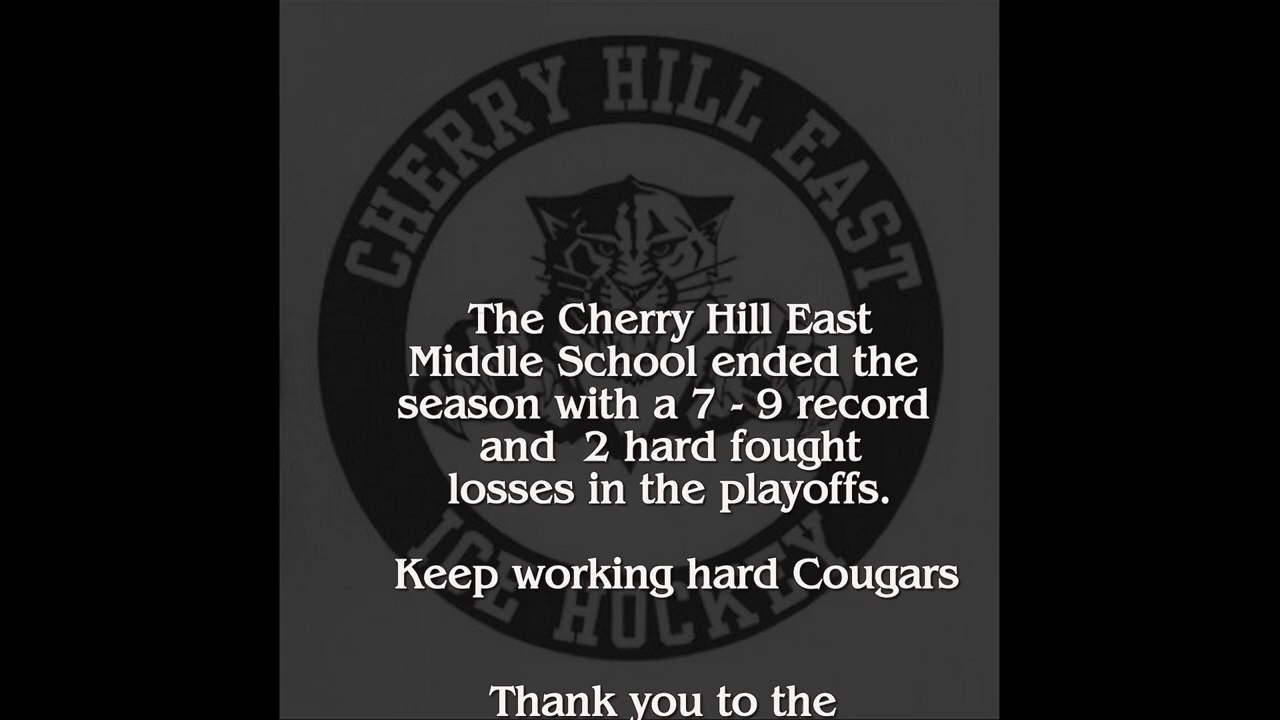 CHERRY HILL EAST
The Cherry Hill East
Middle School ended the
season with a 7 - 9 record
and  2 hard fought
losses in the playoffs.
ICE HOCKEY
Keep working hard Cougars
Thank you to the